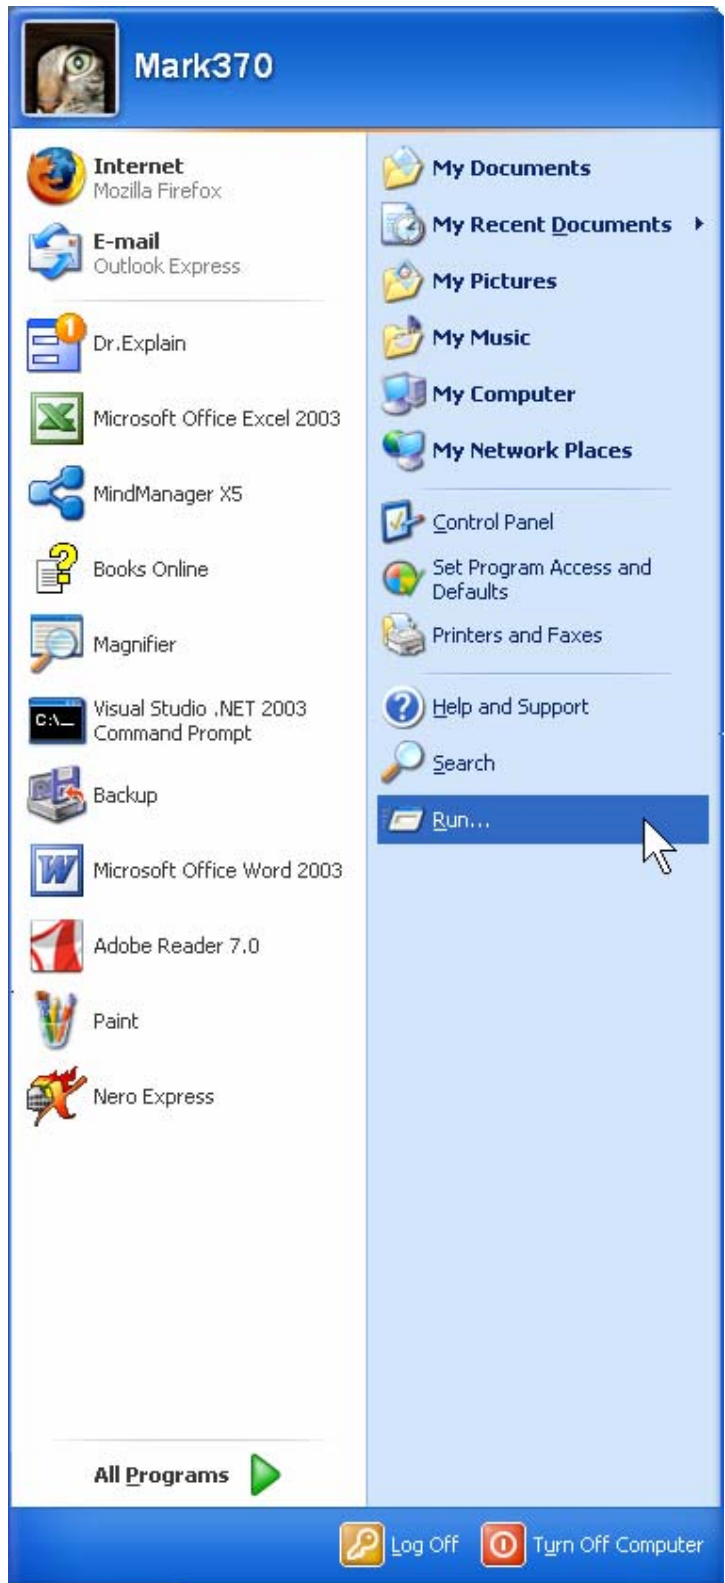 Mark370
Internet
Mozilla Firefox
E-mail
Outlook Express
Dr.Explain
Microsoft Office Excel 2003
MindManager X5
Books Online
Magnifier
C:\_
Visual Studio .NET 2003
Command Prompt
Backup
Microsoft Office Word 2003
Adobe Reader 7.0
Paint
Nero Express
All Programs
My Documents
My Recent Documents
My Pictures
My Music
My Computer
My Network Places
Control Panel
Set Program Access and
Defaults
Printers and Faxes
Help and Support
Search
Run...
Log Off
Turn Off Computer